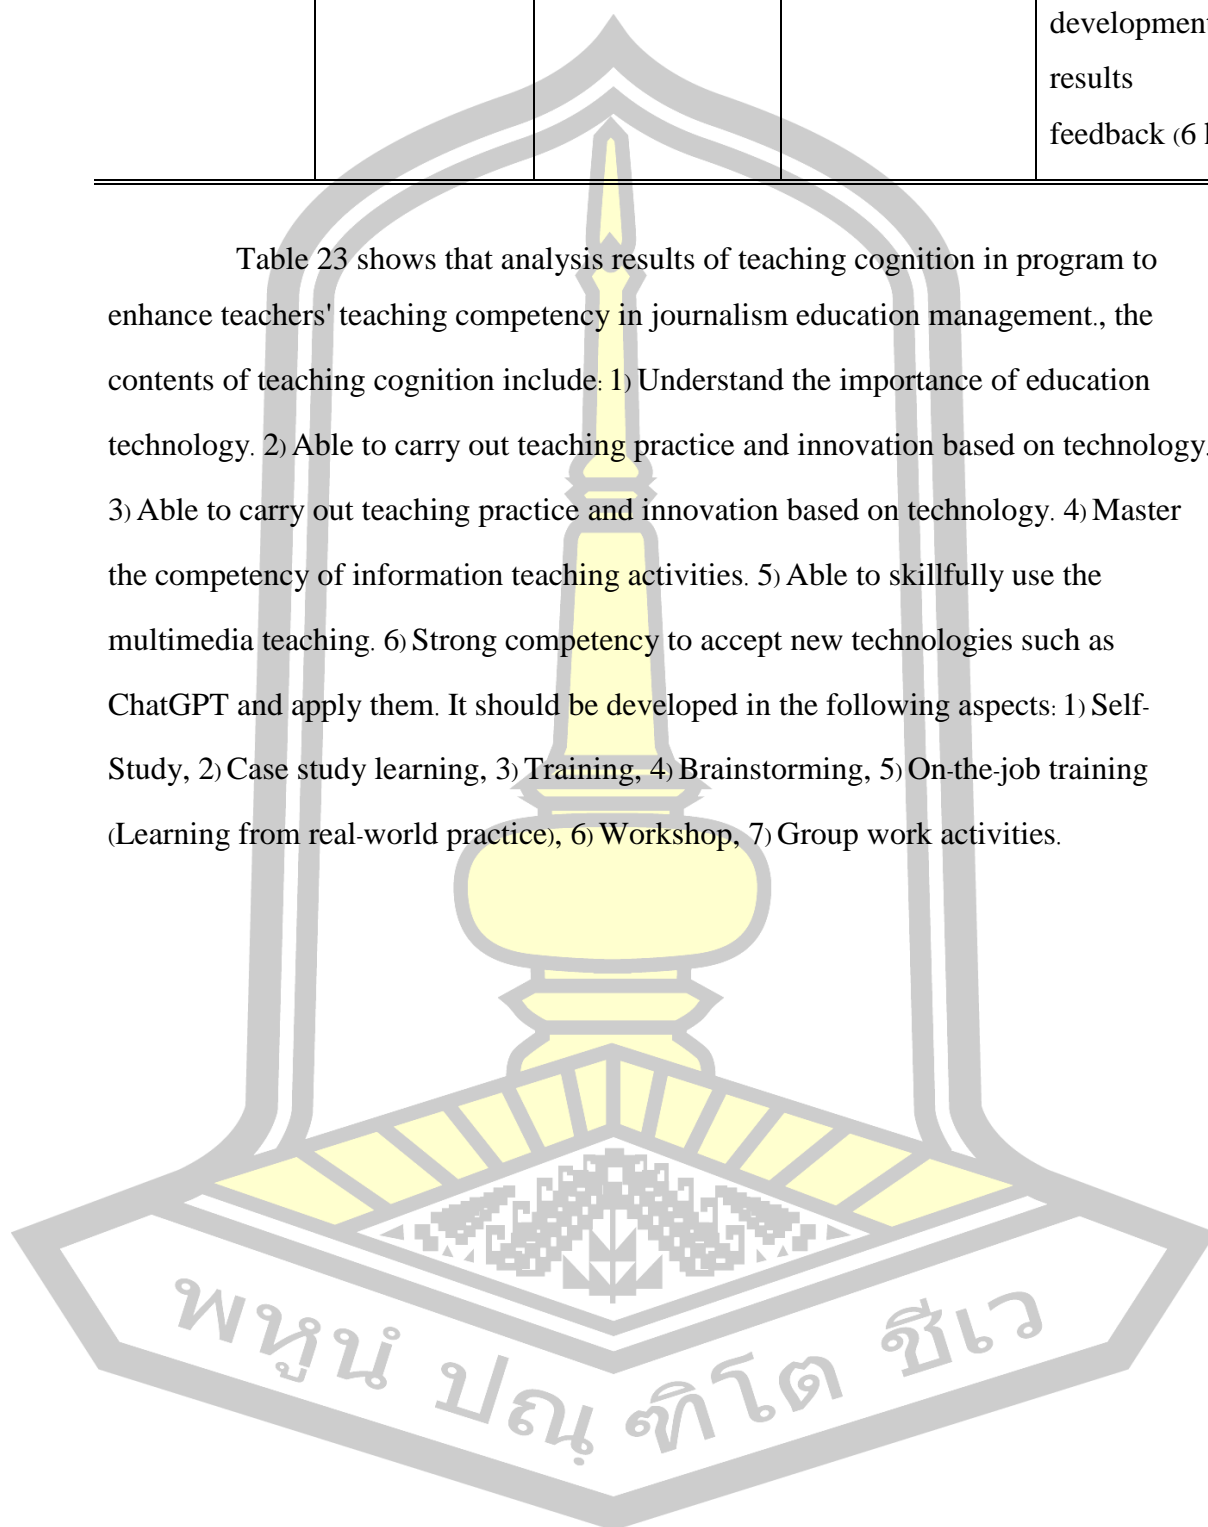 development
results
feedback (6
Table 23 shows that analysis results of teaching cognition in program to
enhance teachers' teaching competency in journalism education management., the
contents of teaching cognition include: 1) Understand the importance of education
technology. 2) Able to carry out teaching practice and innovation based on technology.
3) Able to carry out teaching practice and innovation based on technology. 4) Master
the competency of information teaching activities. 5) Able to skillfully use the
multimedia teaching. 6) Strong competency to accept new technologies such as
ChatGPT and apply them. It should be developed in the following aspects: 1) Self-
Study, 2) Case study learning, 3) Training, 4) Brainstorming, 5) On-the-job training
(Learning from real-world practice), 6) Workshop, 7) Group work activities.
พหูนํ ปณฺฑิโต ชีเว